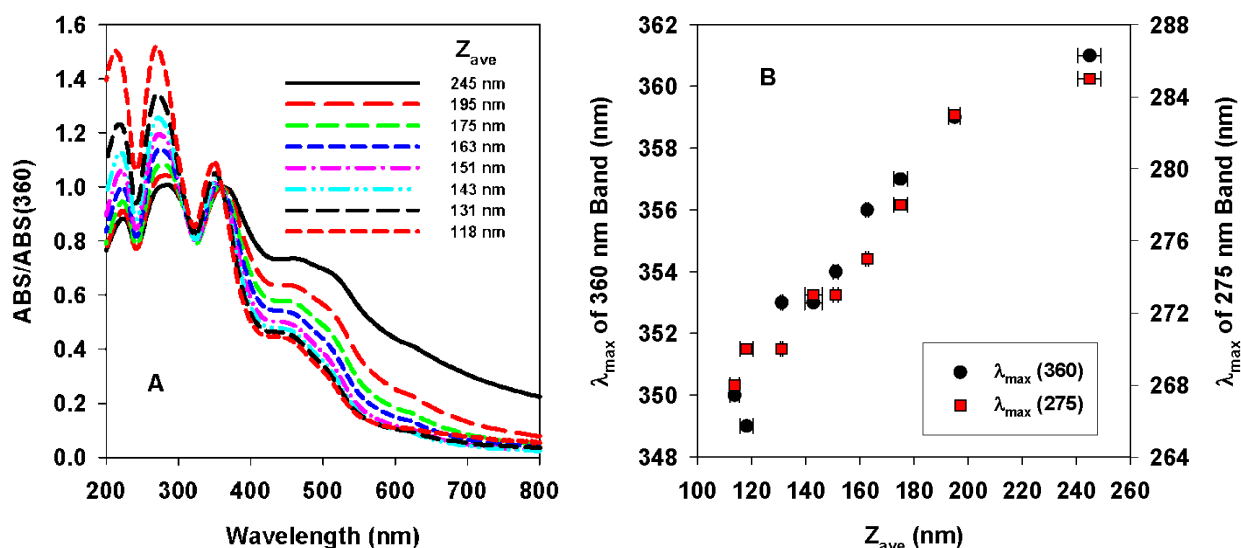 ABS/ABS(360)
1.6
1.4
1.2
1.0
0.8
0.6
0.4
0.2
0.0
200 300 400 500 600 700 800
Wavelength (nm)
A
Zave
245 nm
195 nm
175 nm
163 nm
151 nm
143 nm
131 nm
118 nm
λmax of 360 nm Band (nm)
362
360
358
356
354
352
350
348
100 120 140 160 180 200 220 240 260
Zave (nm)
B
λmax (360)
λmax (275)
288
284
280
276
272
268
264
λmax of 275 nm Band (nm)